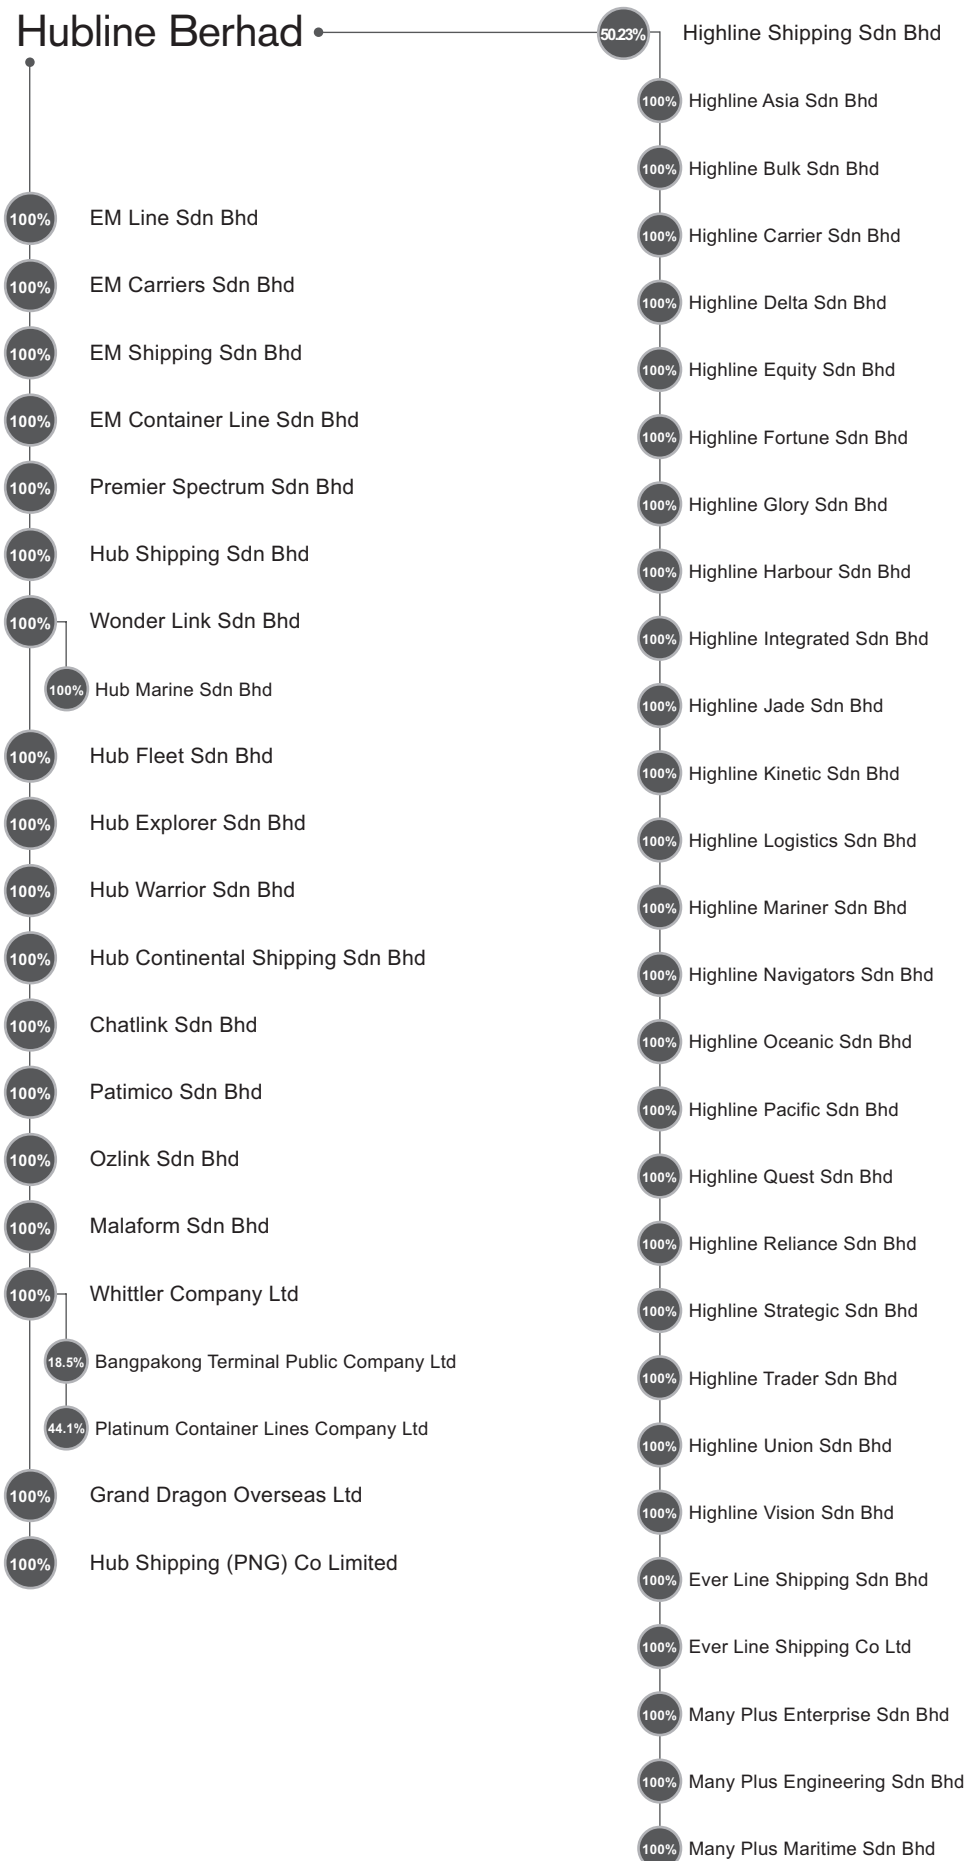 Hubline Berhad
50.23% Highline Shipping Sdn Bhd
100% EM Line Sdn Bhd
100% EM Carriers Sdn Bhd
100% EM Shipping Sdn Bhd
100% EM Container Line Sdn Bhd
100% Premier Spectrum Sdn Bhd
100% Hub Shipping Sdn Bhd
100% Wonder Link Sdn Bhd
100% Hub Marine Sdn Bhd
100% Hub Fleet Sdn Bhd
100% Hub Explorer Sdn Bhd
100% Hub Warrior Sdn Bhd
100% Hub Continental Shipping Sdn Bhd
100% Chatlink Sdn Bhd
100% Patimico Sdn Bhd
100% Ozlink Sdn Bhd
100% Malaform Sdn Bhd
100% Whittler Company Ltd
18.5% Bangpakong Terminal Public Company Ltd
44.1% Platinum Container Lines Company Ltd
100% Grand Dragon Overseas Ltd
100% Hub Shipping (PNG) Co Limited
100% Highline Asia Sdn Bhd
100% Highline Bulk Sdn Bhd
100% Highline Carrier Sdn Bhd
100% Highline Delta Sdn Bhd
100% Highline Equity Sdn Bhd
100% Highline Fortune Sdn Bhd
100% Highline Glory Sdn Bhd
100% Highline Harbour Sdn Bhd
100% Highline Integrated Sdn Bhd
100% Highline Jade Sdn Bhd
100% Highline Kinetic Sdn Bhd
100% Highline Logistics Sdn Bhd
100% Highline Mariner Sdn Bhd
100% Highline Navigators Sdn Bhd
100% Highline Oceanic Sdn Bhd
100% Highline Pacific Sdn Bhd
100% Highline Quest Sdn Bhd
100% Highline Reliance Sdn Bhd
100% Highline Strategic Sdn Bhd
100% Highline Trader Sdn Bhd
100% Highline Union Sdn Bhd
100% Highline Vision Sdn Bhd
100% Ever Line Shipping Sdn Bhd
100% Ever Line Shipping Co Ltd
100% Many Plus Enterprise Sdn Bhd
100% Many Plus Engineering Sdn Bhd
100% Many Plus Maritime Sdn Bhd